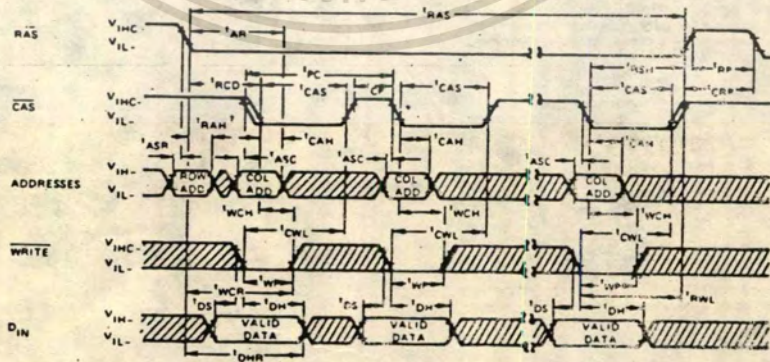 tRAS
RAS VIHC-
VIL-
tAR
tRP
tPC
tRSH
tRCD tCAS tCP tCAS tCAS tCRP
CAS VIHC-
VIL-
tASR tRAH tCAH tCAH tCAH
tASC tASC tASC
ADDRESSES VIH-
VIL-
ROW ADD COL ADD COL ADD COL ADD
tWCH tWCH tWCH
tCWL tCWL tCWL
WRITE VIHC-
VIL-
tWP tWP tWP
tWCR tRWL
tDS tDH tDS tDH tDS tDH
DIN VIH-
VIL-
VALID DATA VALID DATA VALID DATA
tDHR